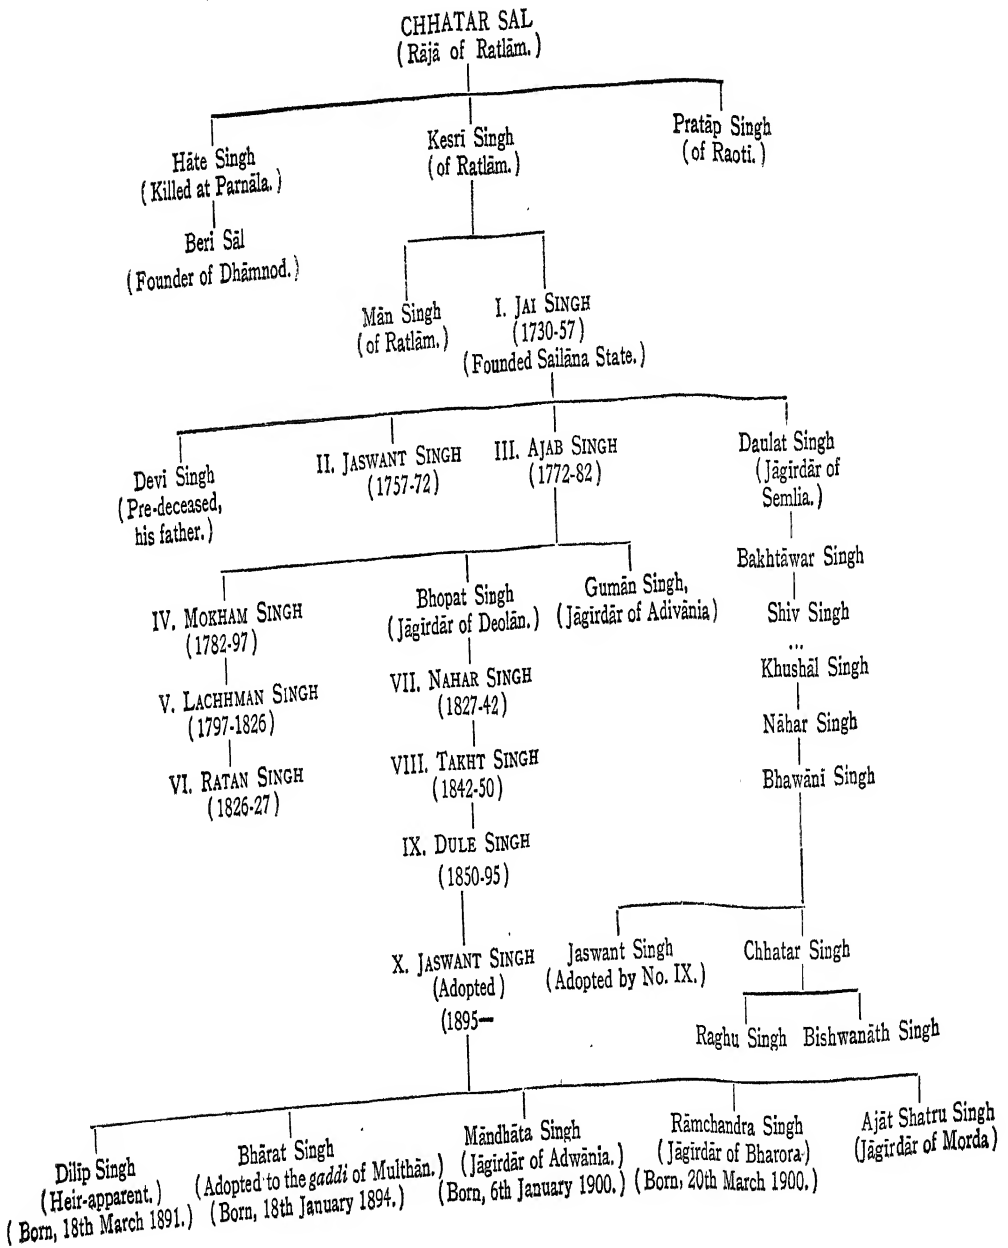 CHHATAR SAL
(Rājā of Ratlām.)
Hāte Singh
(Killed at Parnāla.)
Kesrī Singh
(of Ratlām.)
Pratāp Singh
(of Raotī.)
Beri Sāl
(Founder of Dhāmnod.)
Mān Singh
(of Ratlām.)
I. JAI SINGH
(1730-57)
(Founded Sailāna State.)
Devi Singh
(Pre-deceased,
his father.)
II. JASWANT SINGH
(1757-72)
III. AJAB SINGH
(1772-82)
Daulat Singh
(Jāgīrdār of
Semlia.)
Bakhtāwar Singh
Shiv Singh
...
Khushāl Singh
Nāhar Singh
Bhawānī Singh
IV. MOKHAM SINGH
(1782-97)
Bhopat Singh
(Jāgīrdār of Deolān.)
Gumān Singh,
(Jāgīrdār of Adivānia)
V. LACHHMAN SINGH
(1797-1826)
VI. RATAN SINGH
(1826-27)
VII. NAHAR SINGH
(1827-42)
VIII. TAKHT SINGH
(1842-50)
IX. DULE SINGH
(1850-95)
X. JASWANT SINGH
(Adopted)
(1895—
Jaswant Singh
(Adopted by No. IX.)
Chhatar Singh
Raghu Singh Bishwanāth Singh
Dilīp Singh
(Heir-apparent.)
(Born, 18th March 1891.)
Bhārat Singh
(Adopted to the gaddi of Multhān.)
(Born, 18th January 1894.)
Māndhāta Singh
(Jāgīrdār of Adwānia.)
(Born, 6th January 1900.)
Rāmchandra Singh
(Jāgīrdār of Bharora.)
(Born, 20th March 1900.)
Ajāt Shatru Singh
(Jāgīrdār of Morda)